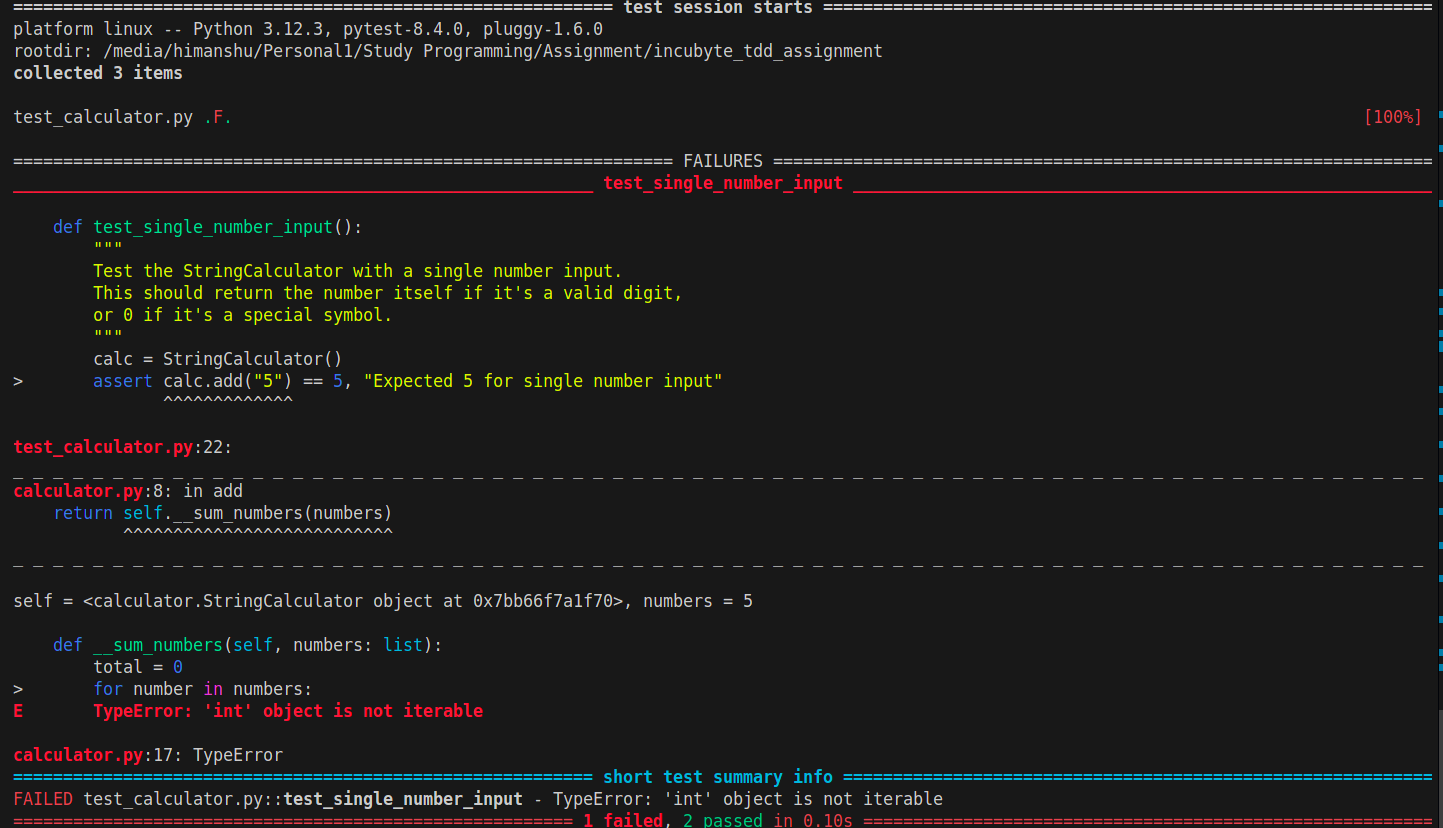 ============================================================ test session starts =============================================================
platform linux -- Python 3.12.3, pytest-8.4.0, pluggy-1.6.0
rootdir: /media/himanshu/Personal1/Study Programming/Assignment/incubyte_tdd_assignment
collected 3 items
test_calculator.py .F. [100%]
================================================================== FAILURES ==================================================================
__________________________________________________________ test_single_number_input __________________________________________________________
def test_single_number_input():
"""
Test the StringCalculator with a single number input.
This should return the number itself if it's a valid digit,
or 0 if it's a special symbol.
"""
calc = StringCalculator()
> assert calc.add("5") == 5, "Expected 5 for single number input"
^^^^^^^^^^^^^
test_calculator.py:22:
_ _ _ _ _ _ _ _ _ _ _ _ _ _ _ _ _ _ _ _ _ _ _ _ _ _ _ _ _ _ _ _ _ _ _ _ _ _ _ _ _ _ _ _ _ _ _ _ _ _ _ _ _ _ _ _ _ _ _ _ _ _ _ _ _ _ _ _ _ _ _
calculator.py:8: in add
return self.__sum_numbers(numbers)
^^^^^^^^^^^^^^^^^^^^^^^^^^^
_ _ _ _ _ _ _ _ _ _ _ _ _ _ _ _ _ _ _ _ _ _ _ _ _ _ _ _ _ _ _ _ _ _ _ _ _ _ _ _ _ _ _ _ _ _ _ _ _ _ _ _ _ _ _ _ _ _ _ _ _ _ _ _ _ _ _ _ _ _ _
self = <calculator.StringCalculator object at 0x7bb66f7a1f70>, numbers = 5
def __sum_numbers(self, numbers: list):
total = 0
> for number in numbers:
E TypeError: 'int' object is not iterable
calculator.py:17: TypeError
========================================================== short test summary info ===========================================================
FAILED test_calculator.py::test_single_number_input - TypeError: 'int' object is not iterable
======================================================== 1 failed, 2 passed in 0.10s =========================================================